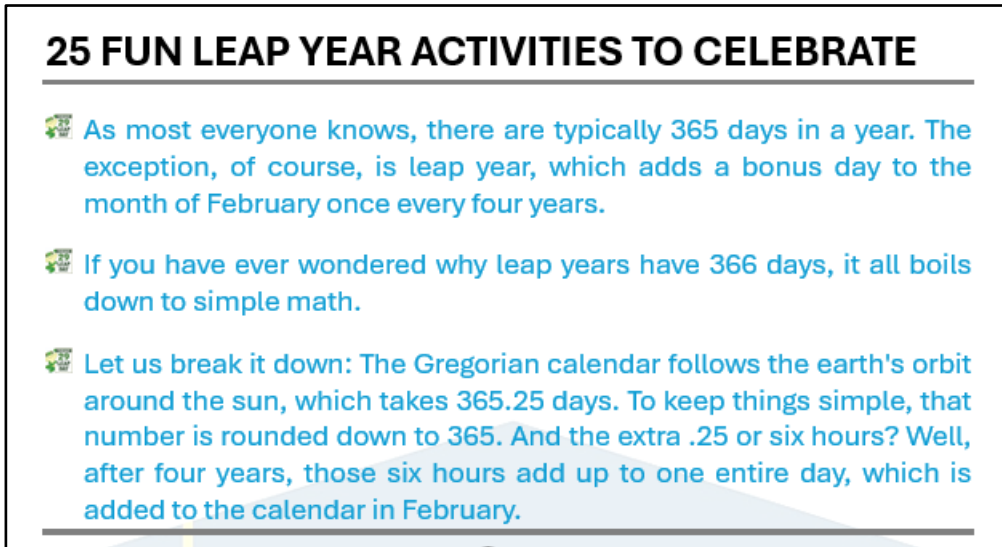 25 FUN LEAP YEAR ACTIVITIES TO CELEBRATE
As most everyone knows, there are typically 365 days in a year. The
exception, of course, is leap year, which adds a bonus day to the
month of February once every four years.
If you have ever wondered why leap years have 366 days, it all boils
down to simple math.
Let us break it down: The Gregorian calendar follows the earth's orbit
around the sun, which takes 365.25 days. To keep things simple, that
number is rounded down to 365. And the extra .25 or six hours? Well,
after four years, those six hours add up to one entire day, which is
added to the calendar in February.